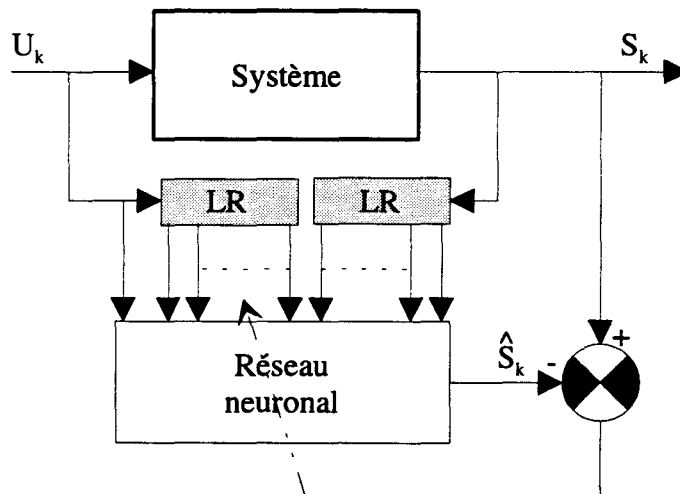 U_k
S_k
Système
LR
LR
Réseau
neuronal
Ŝ_k
-
+